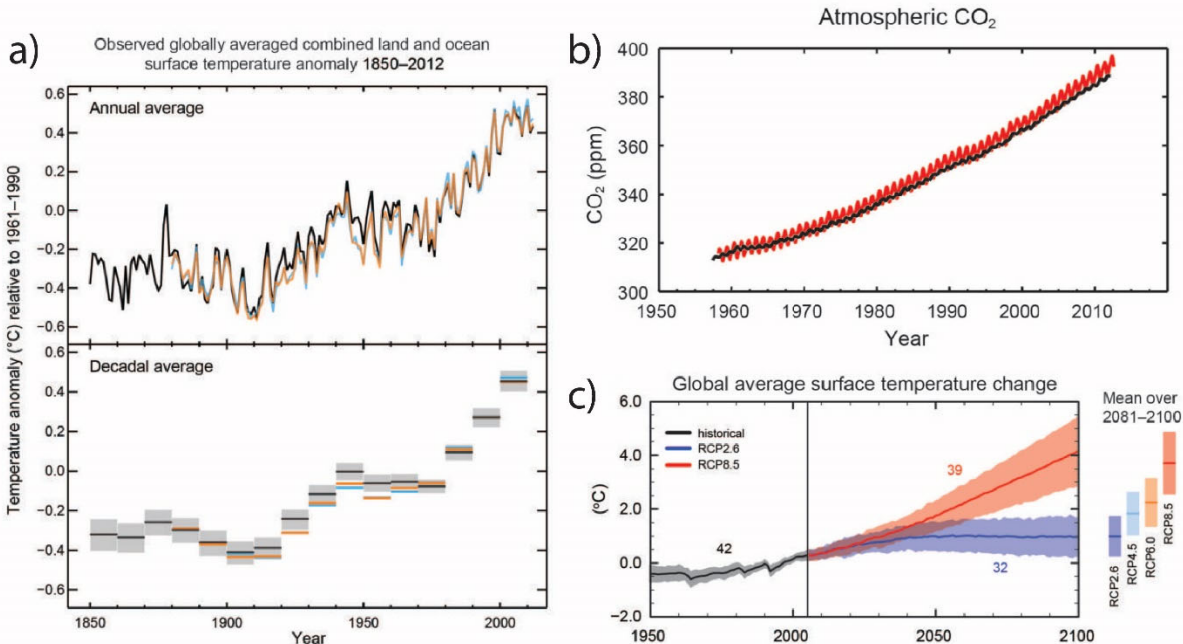 a)
Observed globally averaged combined land and ocean
surface temperature anomaly 1850–2012
Temperature anomaly (°C) relative to 1961–1990
Annual average
0.6
0.4
0.2
0.0
−0.2
−0.4
−0.6
Decadal average
0.6
0.4
0.2
0.0
−0.2
−0.4
−0.6
1850
1900
1950
2000
Year
b)
Atmospheric CO2
CO2 (ppm)
400
380
360
340
320
300
1950
1960
1970
1980
1990
2000
2010
Year
c)
Global average surface temperature change
(°C)
6.0
4.0
2.0
0.0
−2.0
historical
RCP2.6
RCP8.5
42
39
32
1950
2000
2050
2100
Mean over
2081–2100
RCP2.6
RCP4.5
RCP6.0
RCP8.5